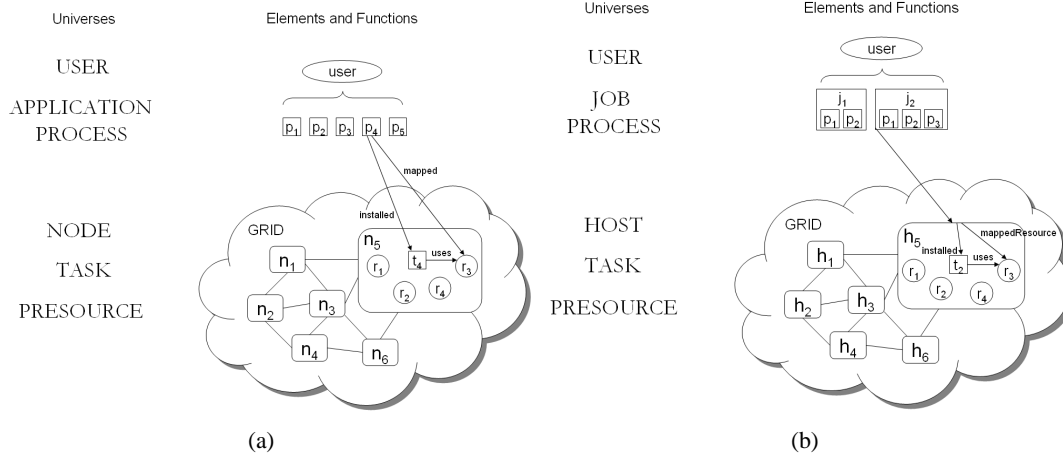 Universes
Elements and Functions
USER
user
APPLICATION
PROCESS
p1 p2 p3 p4 p5
mapped
installed
NODE
GRID
n5
TASK
n1
r1
t4
uses
r3
r2
r4
PRESOURCE
n2
n3
n4
n6
(a)
Universes
Elements and Functions
USER
user
JOB
j1
j2
PROCESS
p1 p2
p1 p2 p3
HOST
GRID
h5
mappedResource
installed
TASK
h1
r1
t2
uses
r3
r2
r4
PRESOURCE
h2
h3
h4
h6
(b)